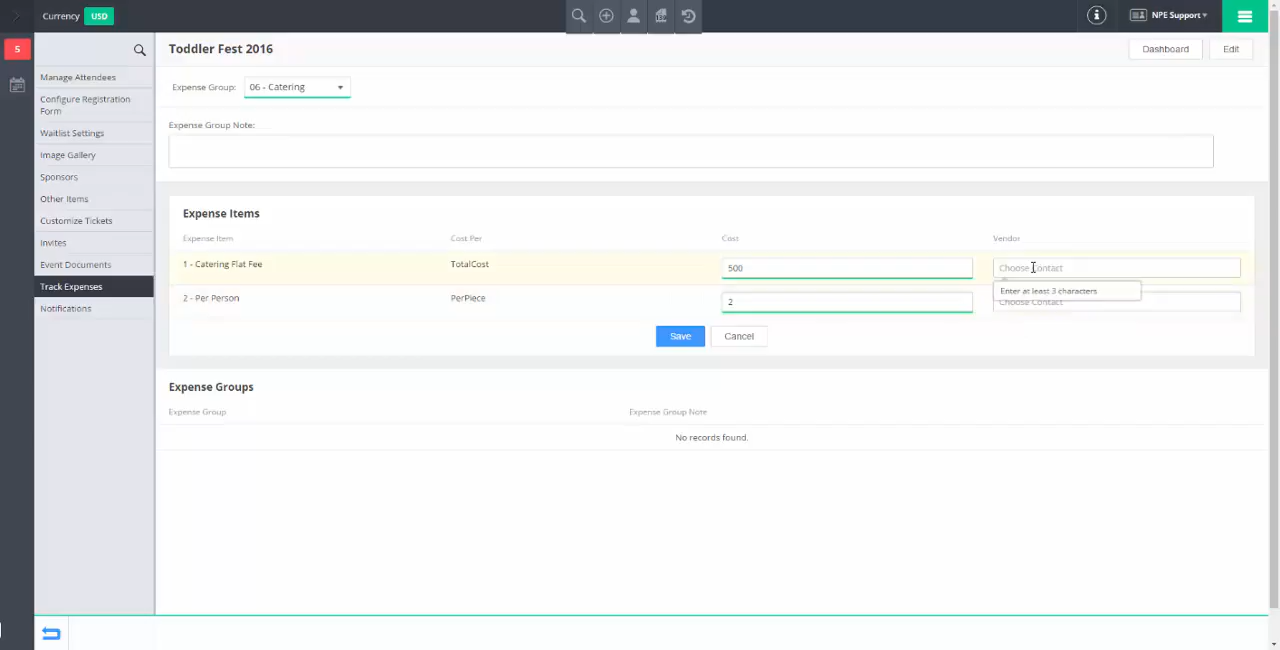 Currency USD
NPE Support
5
Toddler Fest 2016
Dashboard
Edit
Manage Attendees
Configure Registration
Form
Waitlist Settings
Image Gallery
Sponsors
Other Items
Customize Tickets
Invites
Event Documents
Track Expenses
Notifications
Expense Group: 06 - Catering
Expense Group Note:
Expense Items
Expense Item Cost Per Cost Vendor
1 - Catering Flat Fee TotalCost 500 Choose Contact
Enter at least 3 characters
2 - Per Person PerPiece 2 Choose Contact
Save Cancel
Expense Groups
Expense Group Expense Group Note
No records found.